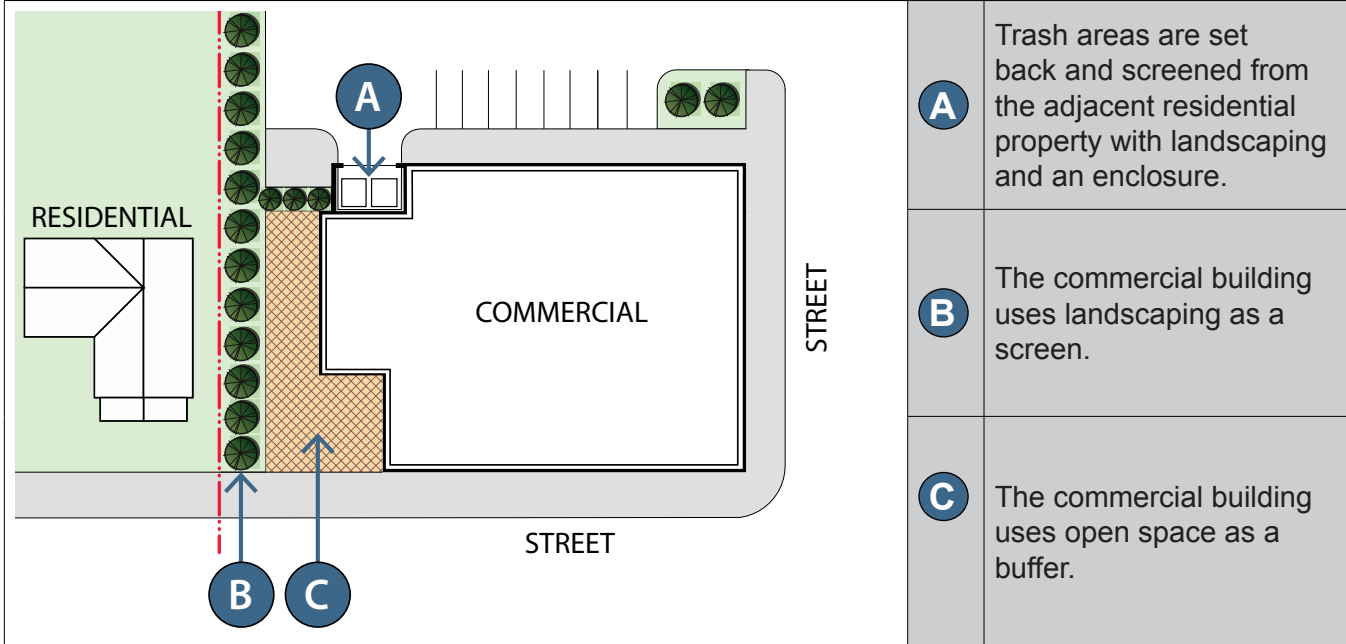 A
RESIDENTIAL
COMMERCIAL
STREET
STREET
B
C
A
Trash areas are set
back and screened from
the adjacent residential
property with landscaping
and an enclosure.
B
The commercial building
uses landscaping as a
screen.
C
The commercial building
uses open space as a
buffer.